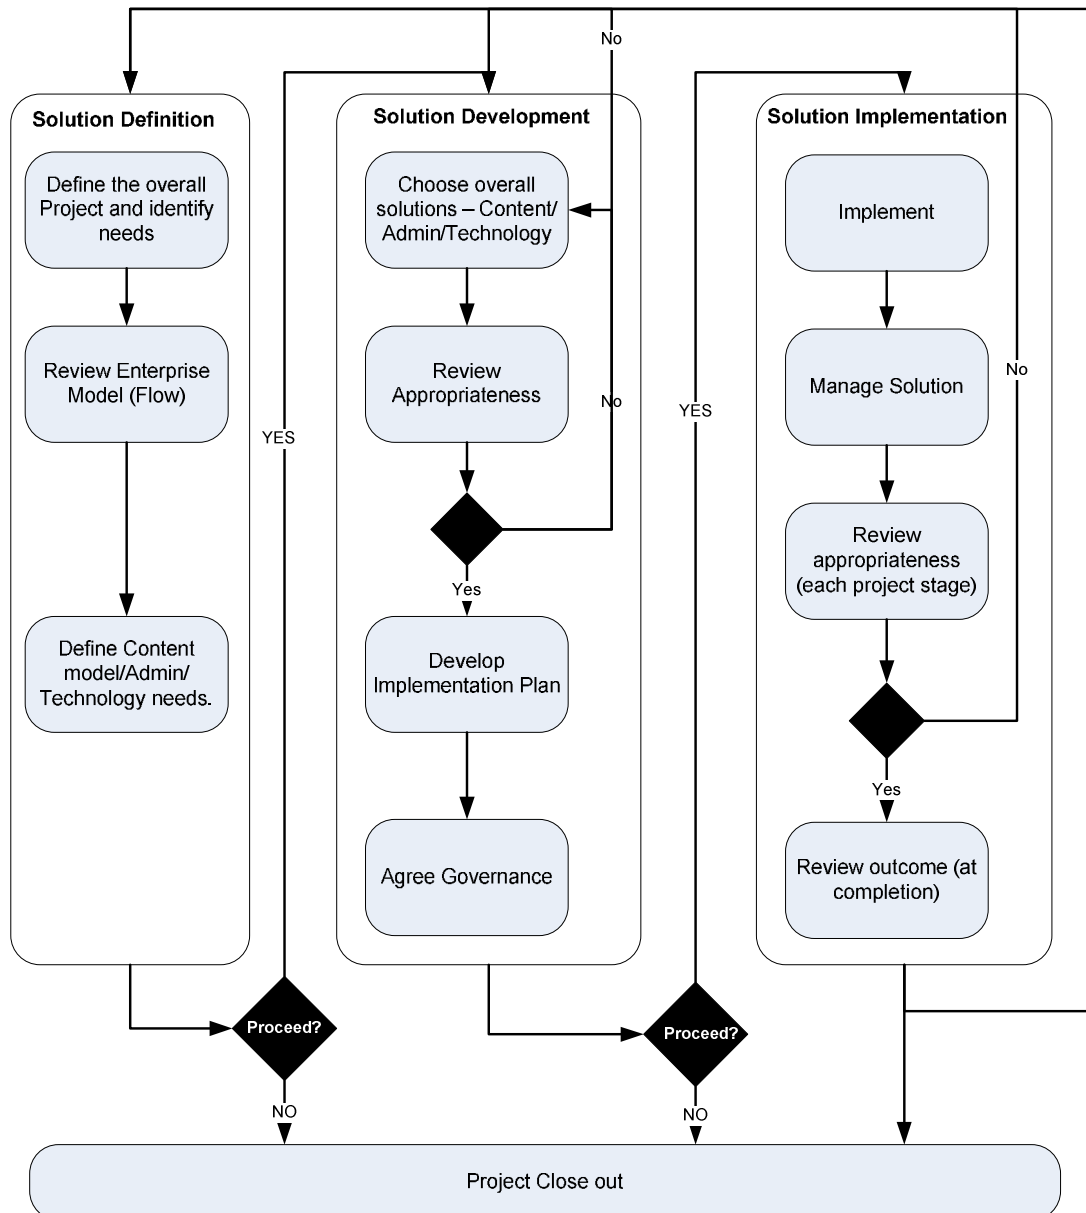 No
Solution Definition
Define the overall
Project and identify
needs
Review Enterprise
Model (Flow)
Define Content
model/Admin/
Technology needs.
YES
Proceed?
NO
Solution Development
Choose overall
solutions – Content/
Admin/Technology
Review
Appropriateness
No
Yes
Develop
Implementation Plan
Agree Governance
YES
Proceed?
NO
Solution Implementation
Implement
Manage Solution
No
Review
appropriateness
(each project stage)
Yes
Review outcome (at
completion)
Project Close out